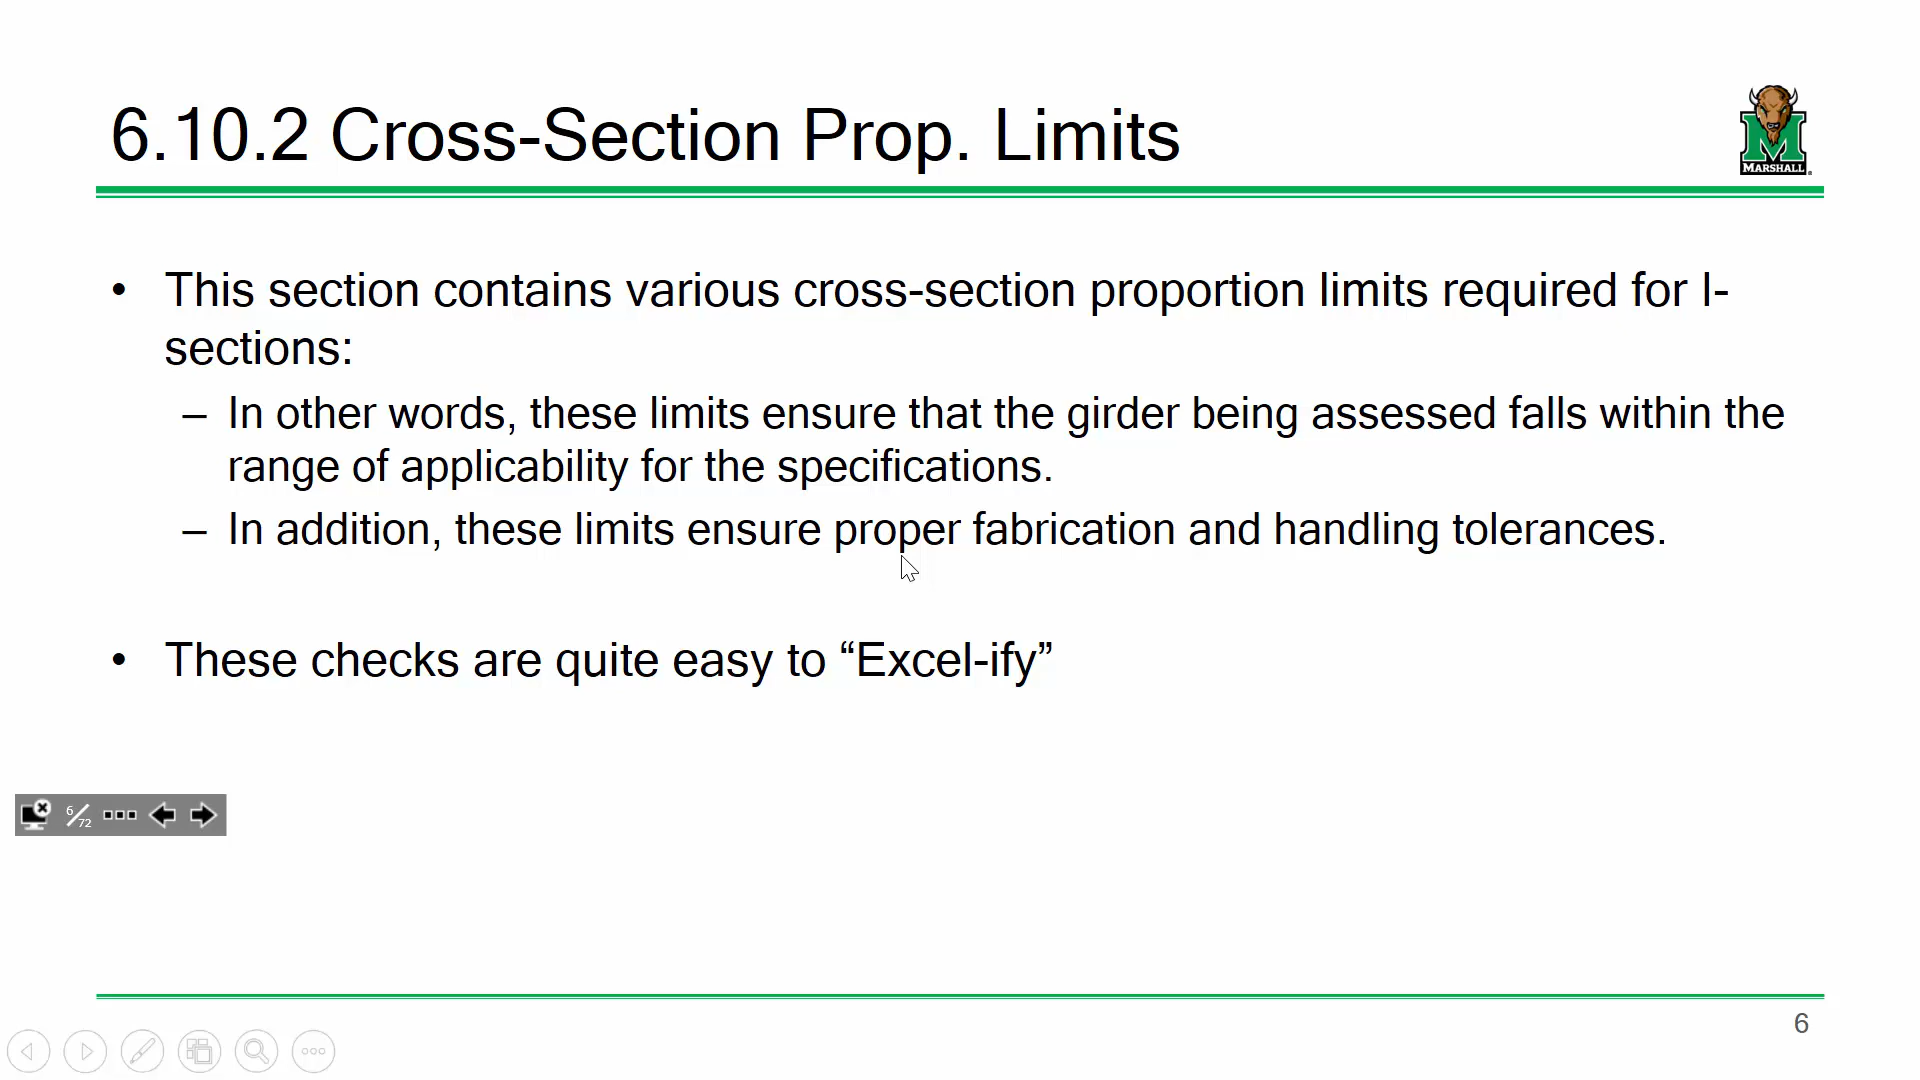 6.10.2 Cross-Section Prop. Limits
MARSHALL
• This section contains various cross-section proportion limits required for I-
sections:
– In other words, these limits ensure that the girder being assessed falls within the
range of applicability for the specifications.
– In addition, these limits ensure proper fabrication and handling tolerances.
• These checks are quite easy to “Excel-ify”
6/72
6